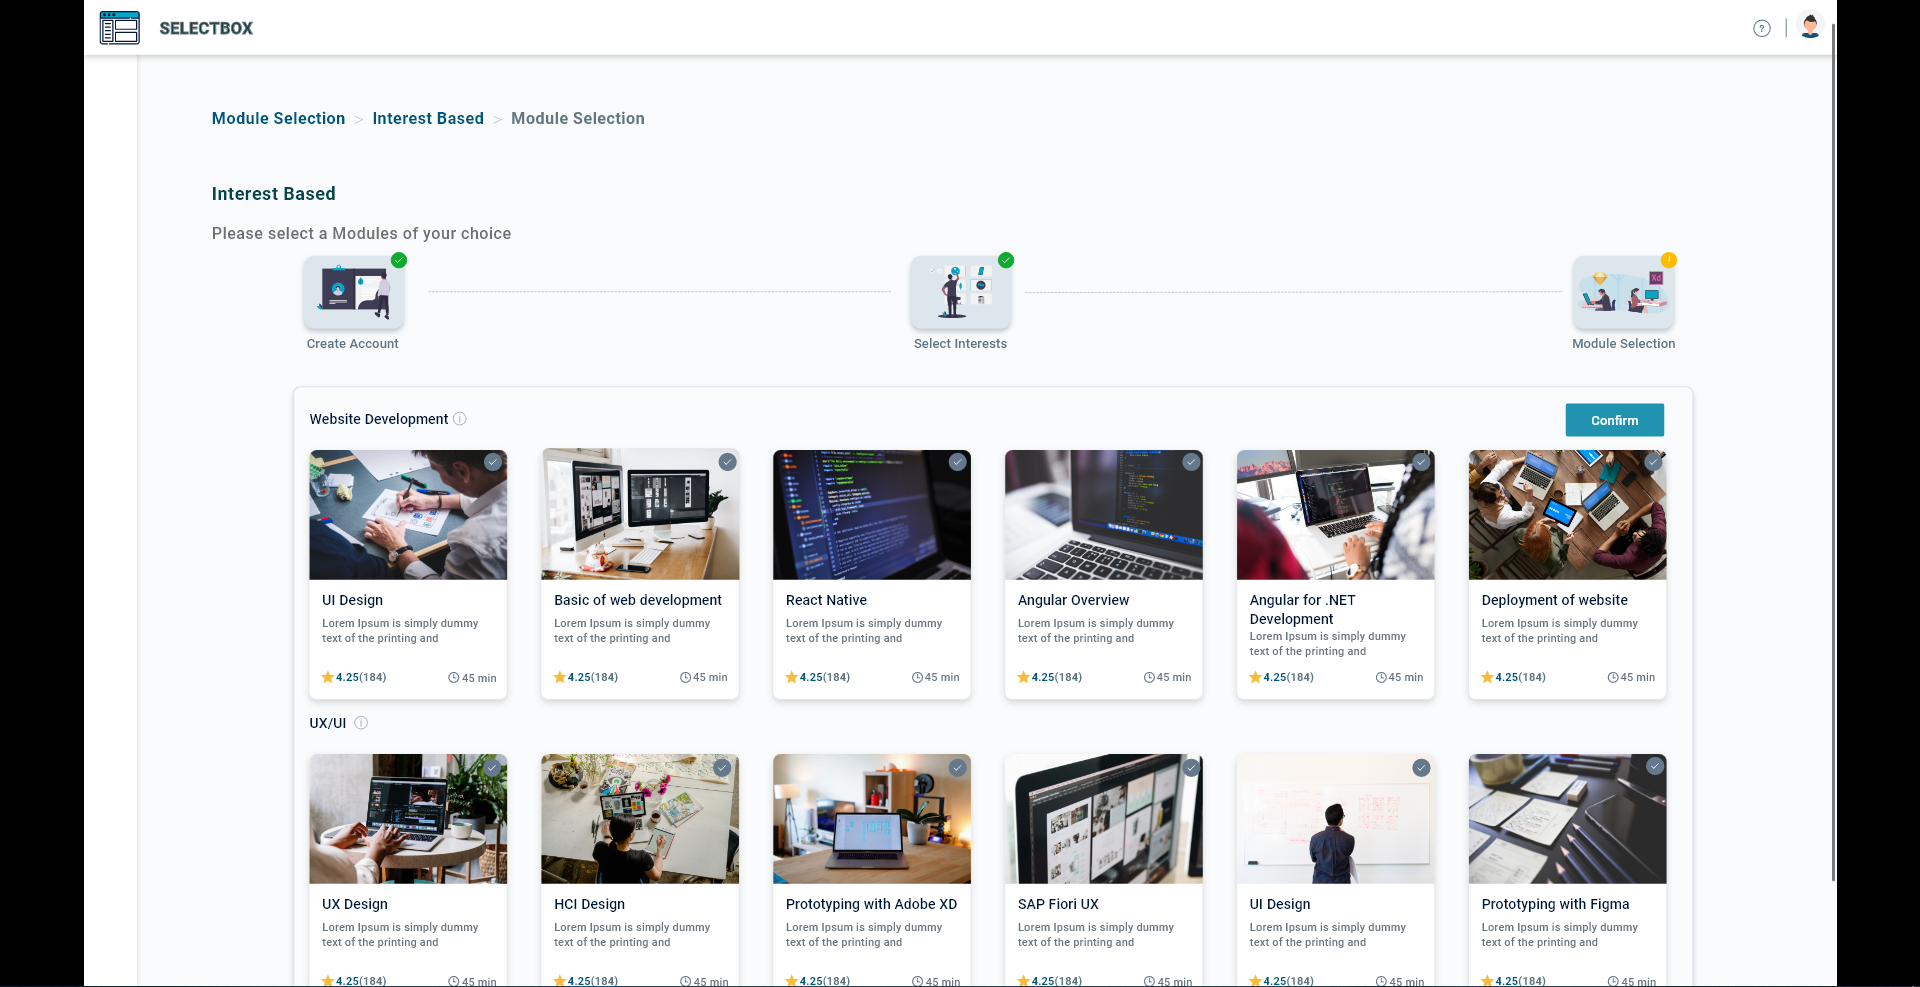 SELECTBOX
?
Module Selection > Interest Based > Module Selection
Interest Based
Please select a Modules of your choice
Xd
Create Account
Select Interests
Module Selection
Website Development
Confirm
UI Design
Lorem Ipsum is simply dummy
text of the printing and
4.25(184) 45 min
Basic of web development
Lorem Ipsum is simply dummy
text of the printing and
4.25(184) 45 min
React Native
Lorem Ipsum is simply dummy
text of the printing and
4.25(184) 45 min
Angular Overview
Lorem Ipsum is simply dummy
text of the printing and
4.25(184) 45 min
Angular for .NET
Development
Lorem Ipsum is simply dummy
text of the printing and
4.25(184) 45 min
Deployment of website
Lorem Ipsum is simply dummy
text of the printing and
4.25(184) 45 min
UX/UI
UX Design
Lorem Ipsum is simply dummy
text of the printing and
4.25(184) 45 min
HCI Design
Lorem Ipsum is simply dummy
text of the printing and
4.25(184) 45 min
Prototyping with Adobe XD
Lorem Ipsum is simply dummy
text of the printing and
4.25(184) 45 min
SAP Fiori UX
Lorem Ipsum is simply dummy
text of the printing and
4.25(184) 45 min
UI Design
Lorem Ipsum is simply dummy
text of the printing and
4.25(184) 45 min
Prototyping with Figma
Lorem Ipsum is simply dummy
text of the printing and
4.25(184) 45 min